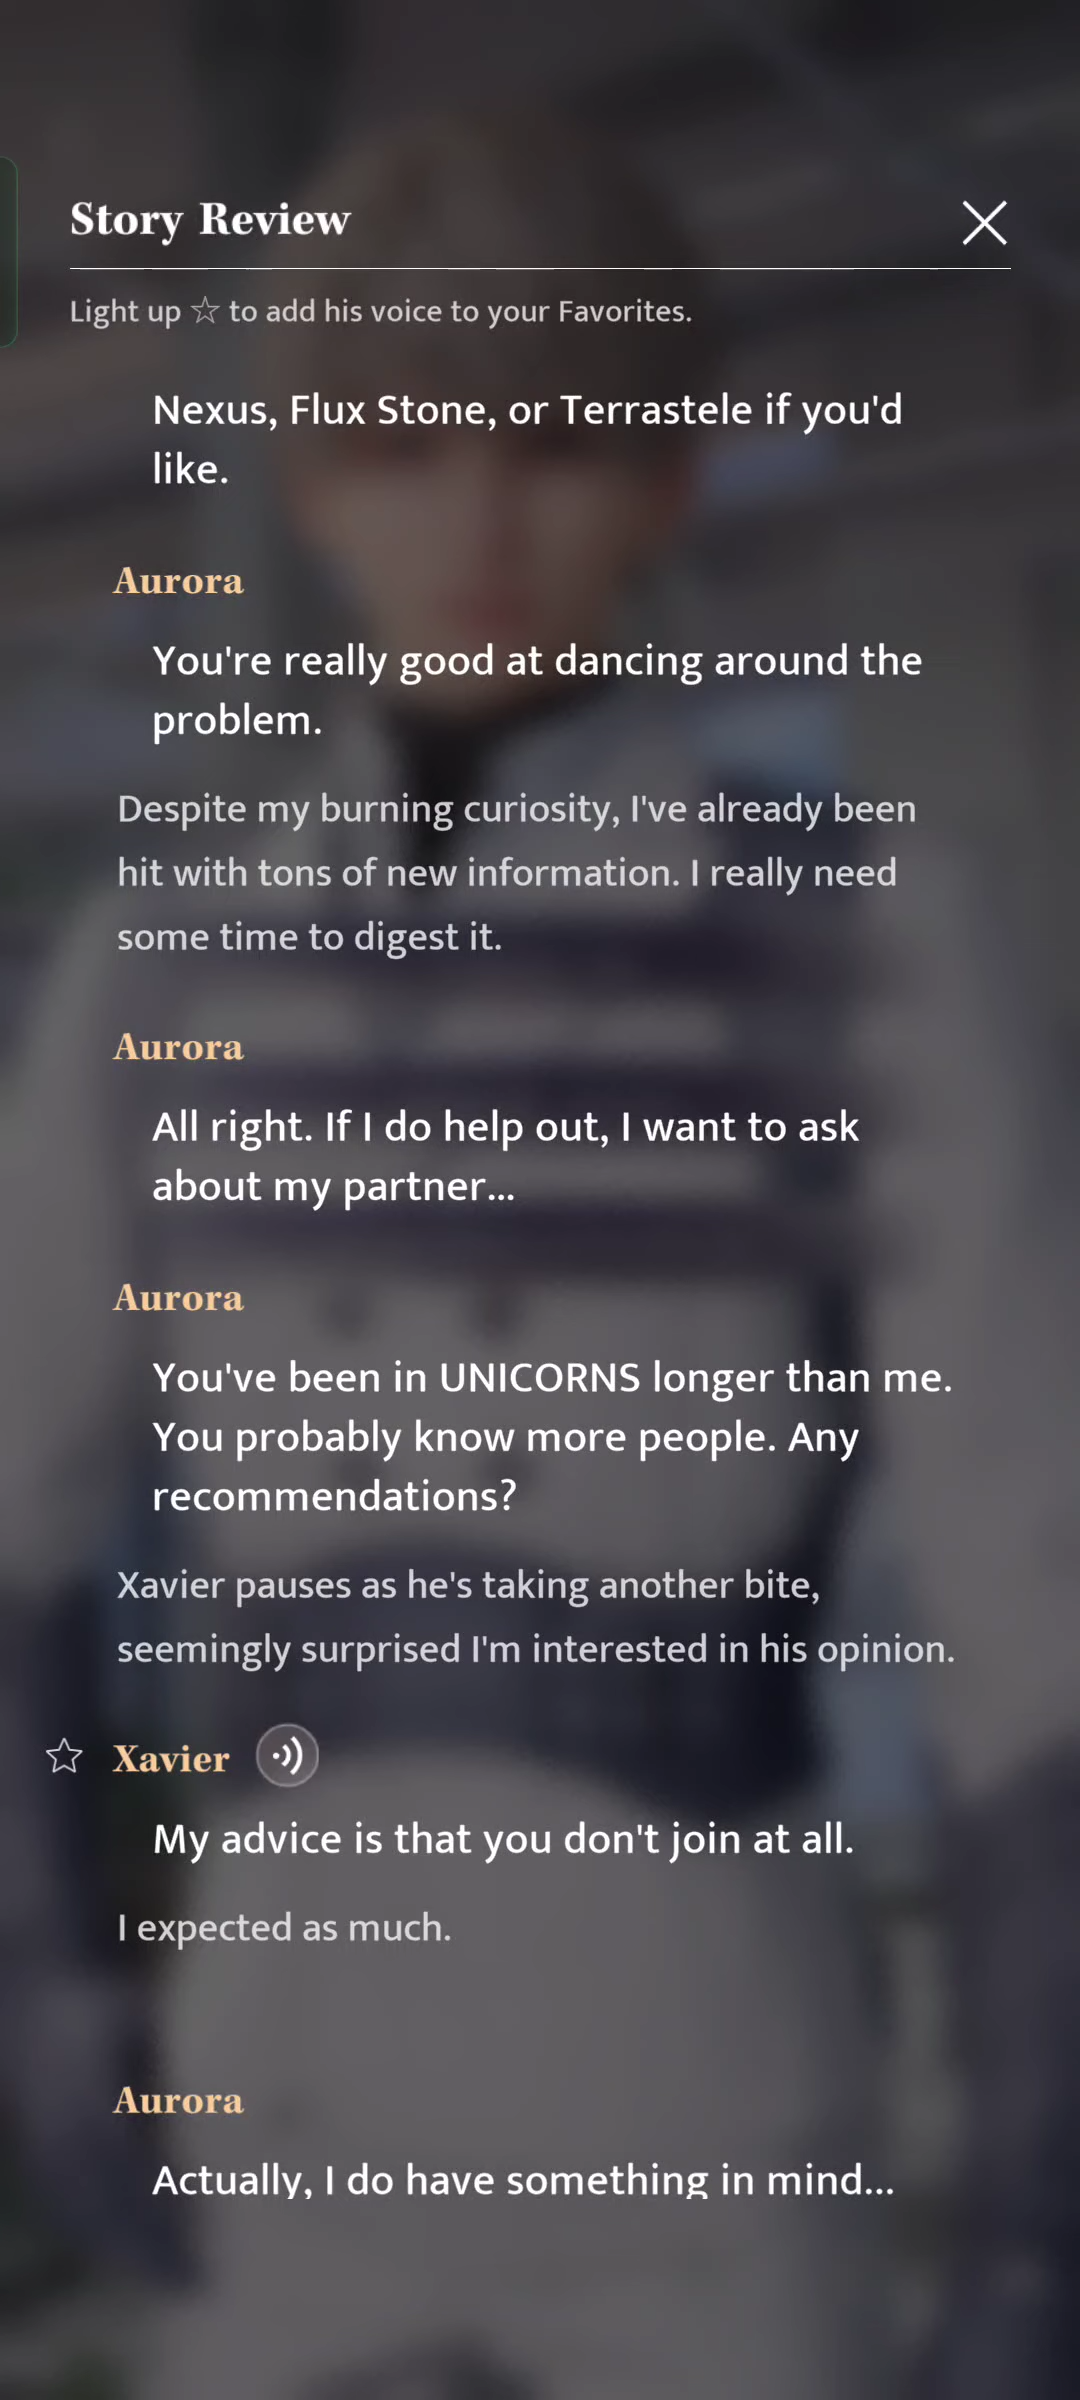 Story Review
Light up ☆ to add his voice to your Favorites.
Nexus, Flux Stone, or Terrastele if you'd
like.
Aurora
You're really good at dancing around the
problem.
Despite my burning curiosity, I've already been
hit with tons of new information. I really need
some time to digest it.
Aurora
All right. If I do help out, I want to ask
about my partner...
Aurora
You've been in UNICORNS longer than me.
You probably know more people. Any
recommendations?
Xavier pauses as he's taking another bite,
seemingly surprised I'm interested in his opinion.
Xavier
My advice is that you don't join at all.
I expected as much.
Aurora
Actually, I do have something in mind...